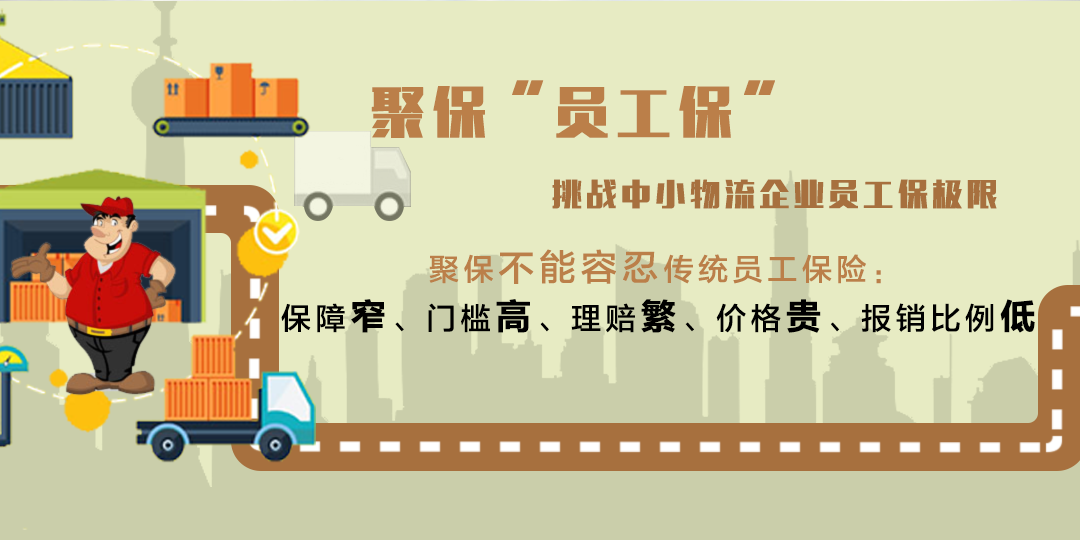 聚保“员工保”
挑战中小物流企业员工保极限
聚保不能容忍传统员工保险：
保障窄、门槛高、理赔繁、价格贵、报销比例低